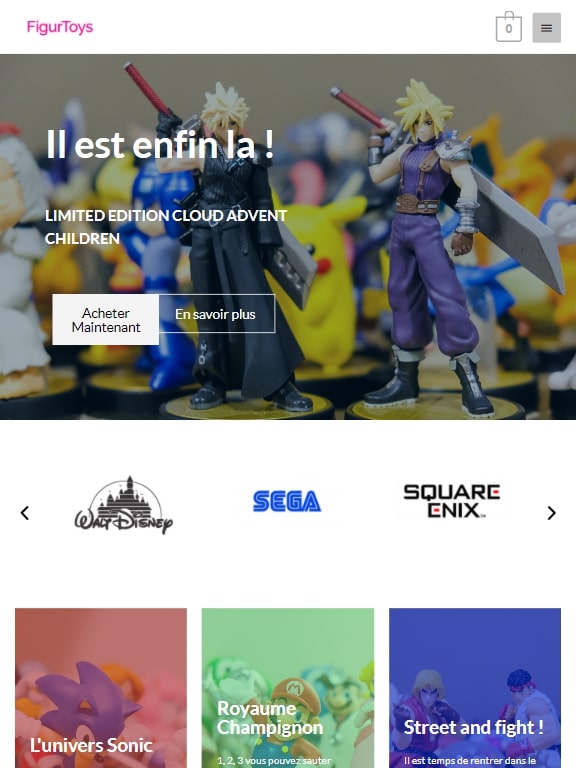 FigurToys
0
Il est enfin la !
LIMITED EDITION CLOUD ADVENT
CHILDREN
Acheter
Maintenant
En savoir plus
WALT DISNEY
SEGA
SQUARE
ENIX™
L'univers Sonic
Royaume
Champignon
1, 2, 3 vous pouvez sauter
Street and fight !
Il est temps de rentrer dans le